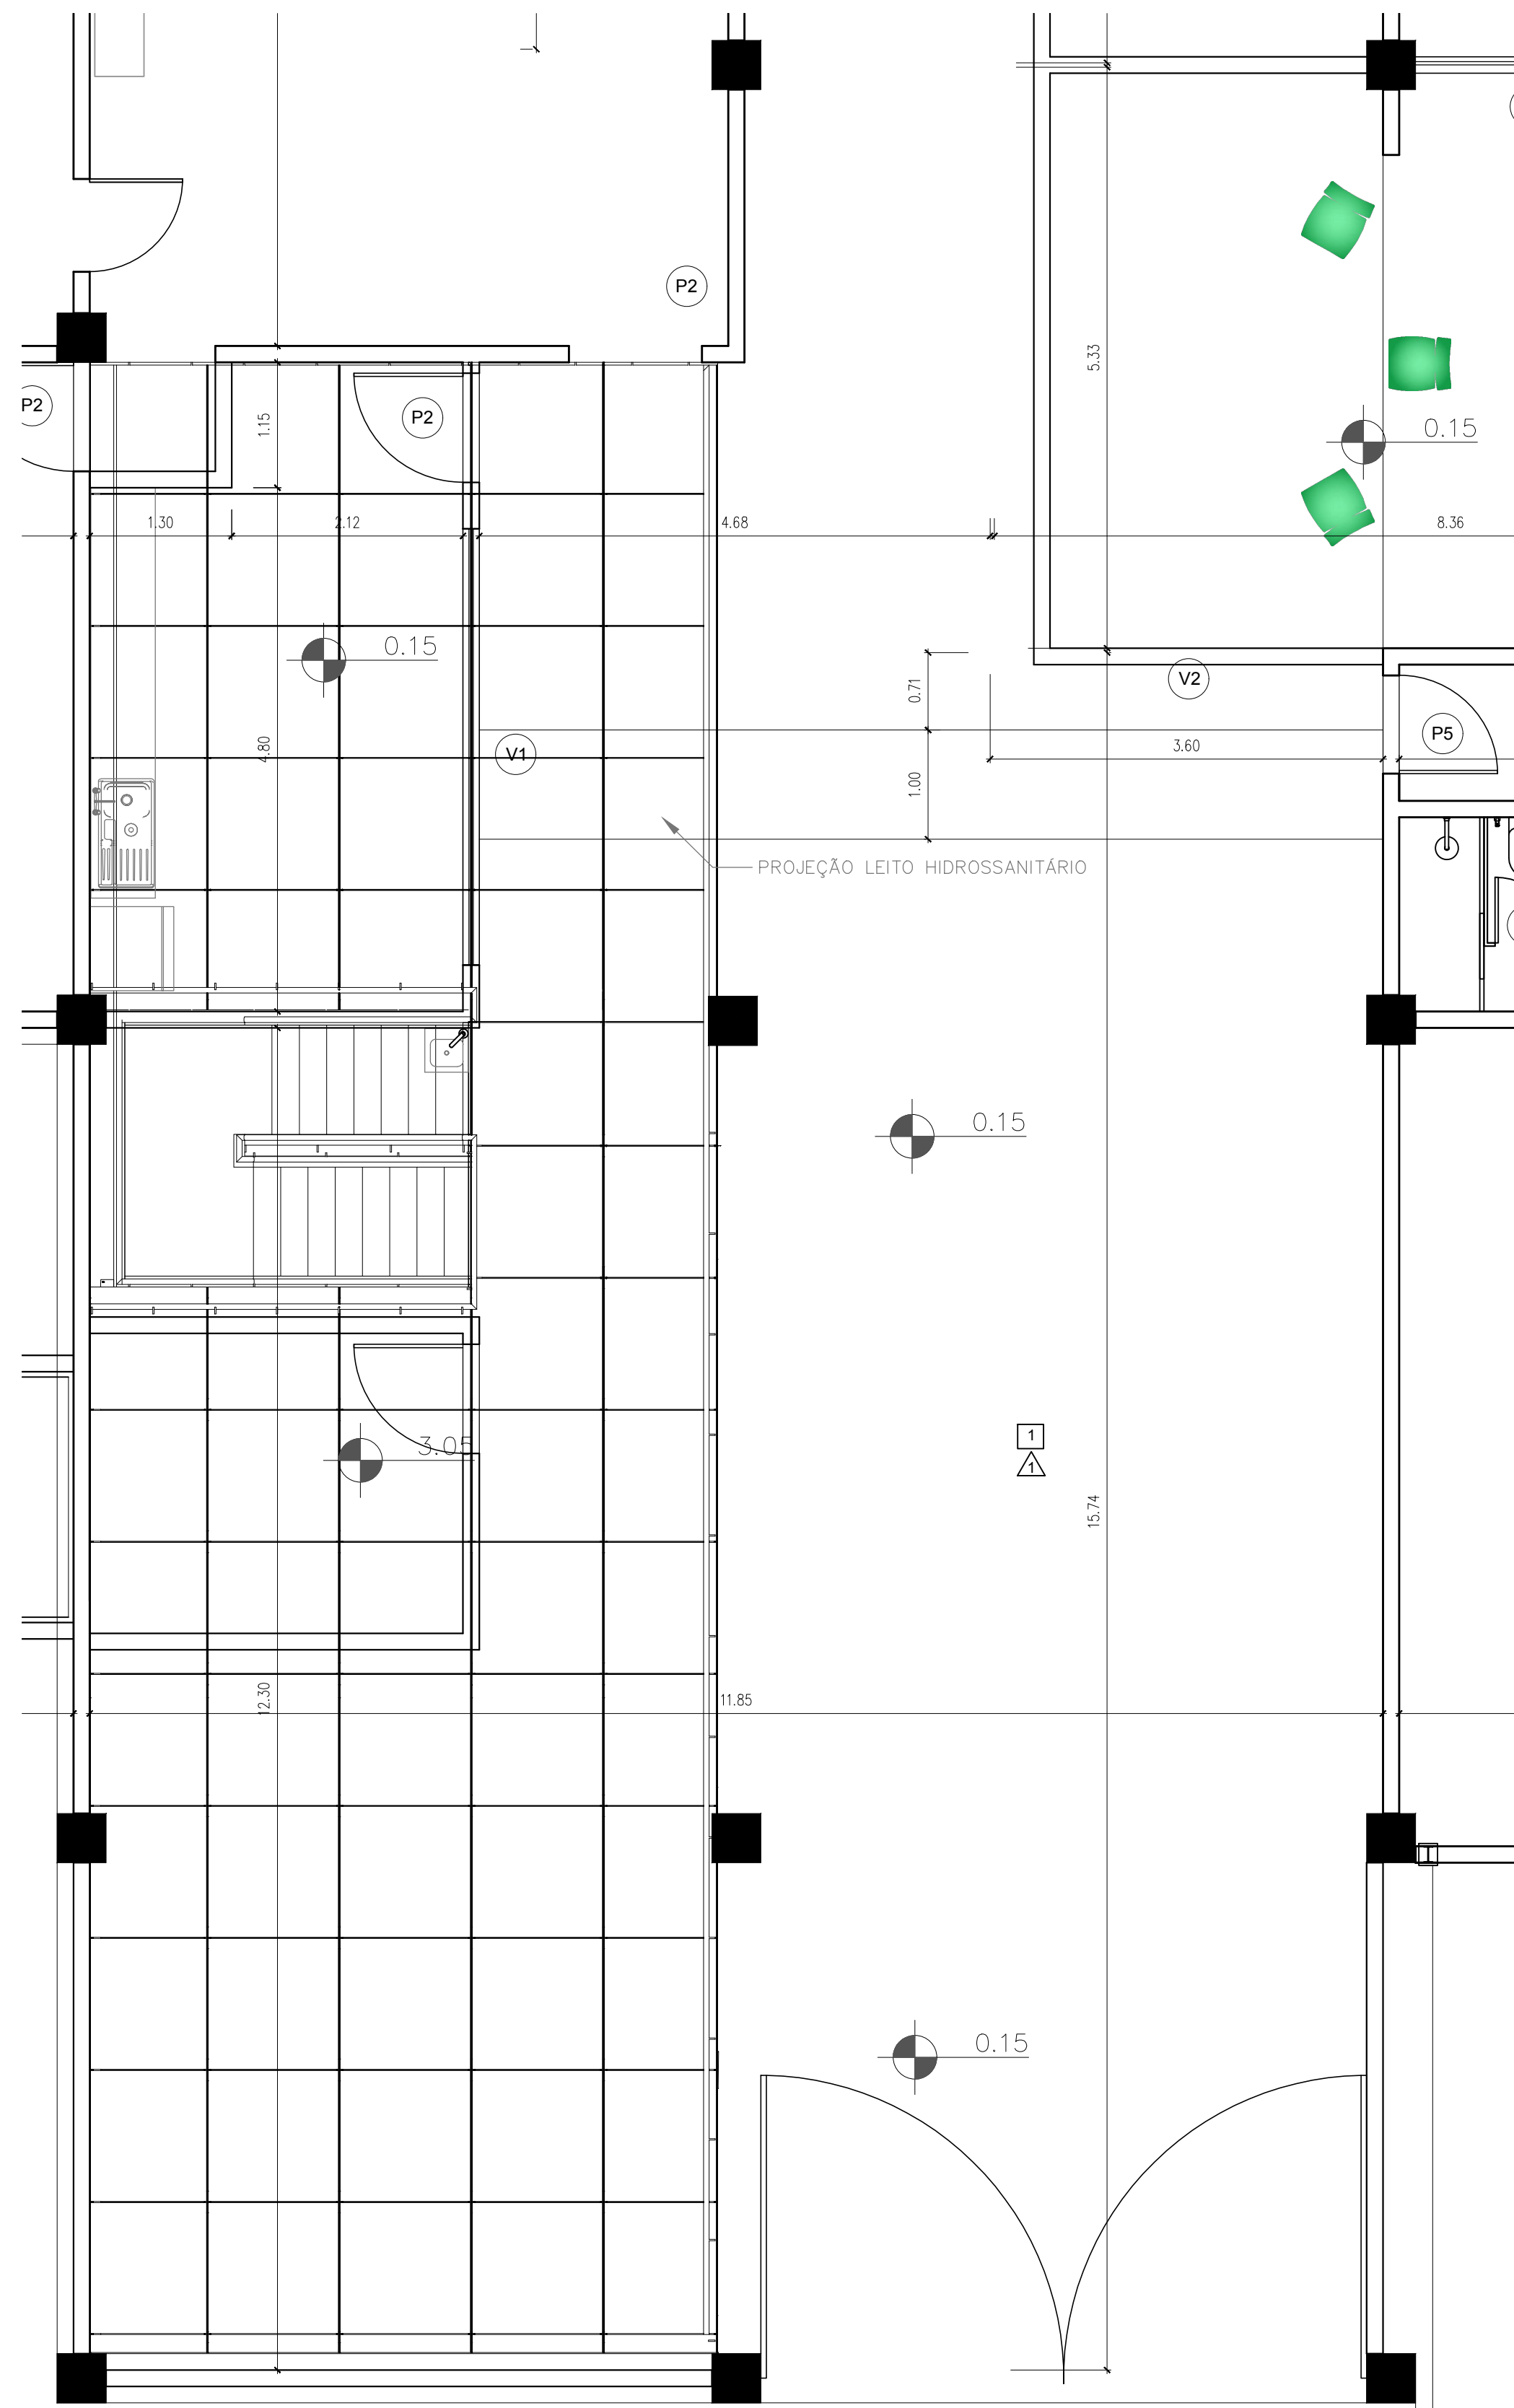 P2
5.33
P2
P2
1.15
0.15
1.30
2.12
4.68
8.36
0.15
0.71
V2
P5
4.80
V1
3.60
1.00
PROJEÇÃO LEITO HIDROSSANITÁRIO
0.15
1
3.05
1
15.74
12.30
11.85
0.15